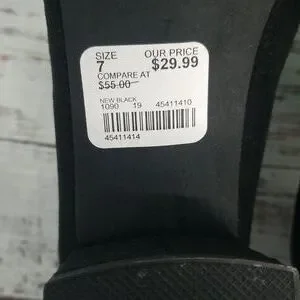 SIZE OUR PRICE
7 $29.99
COMPARE AT
$55.00
NEW BLACK
1090 19 45411410
45411414